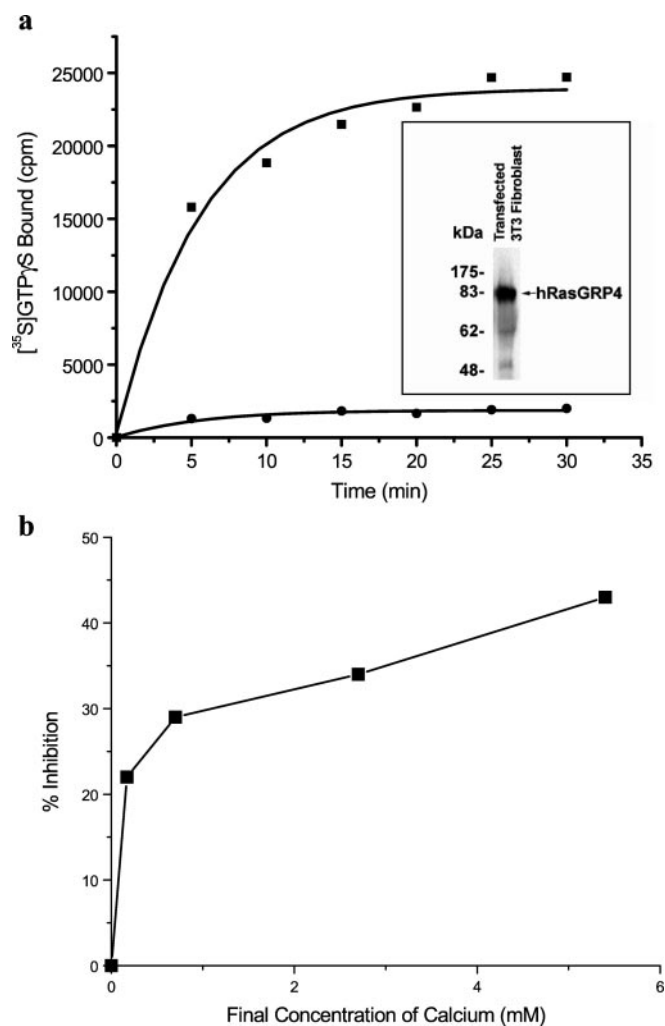 a
[35S]GTPγS Bound (cpm)
25000
20000
15000
10000
5000
0
0 5 10 15 20 25 30 35
Time (min)
Transfected
3T3 Fibroblast
kDa
175-
83-
hRasGRP4
62-
48-
b
% Inhibition
50
40
30
20
10
0
0 2 4 6
Final Concentration of Calcium (mM)